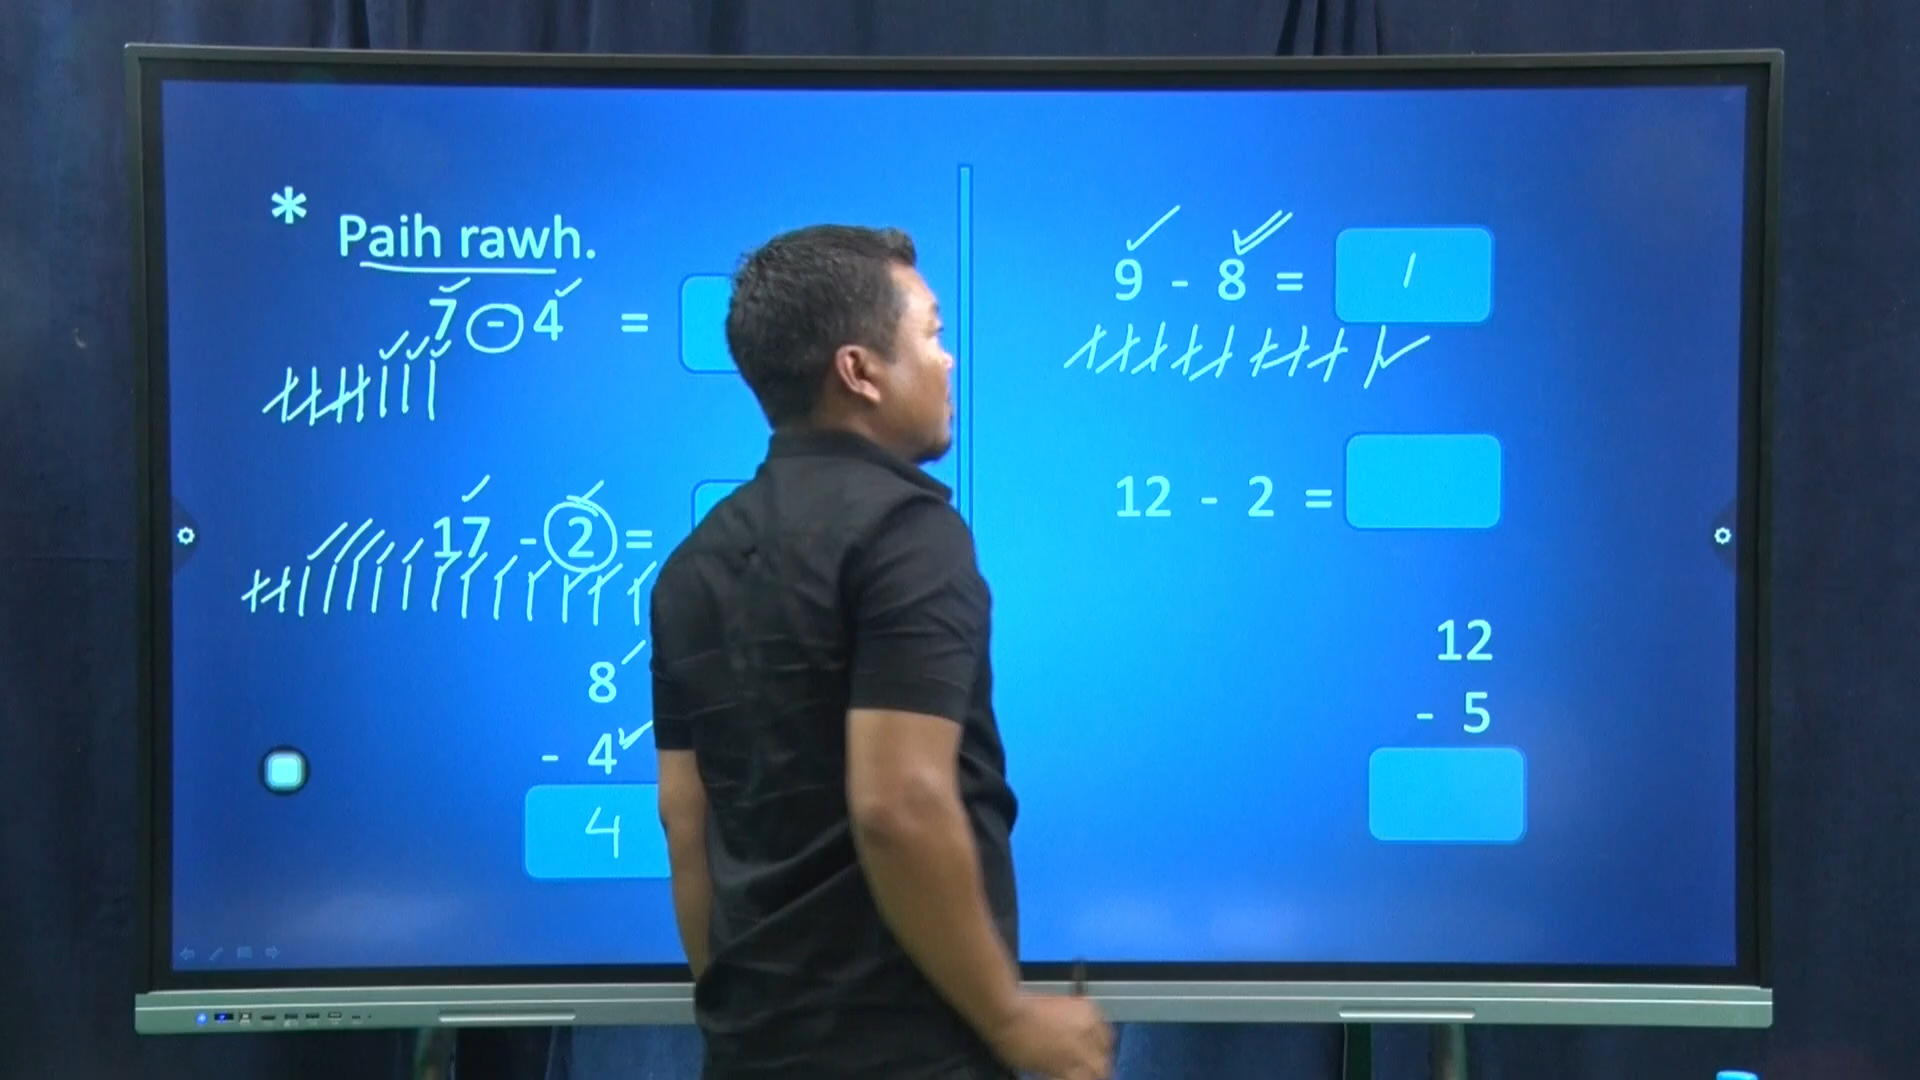 * Paih rawh.
7 - 4 =
17 - 2 =
8
- 4
4
9 - 8 = 1
12 - 2 =
12
- 5